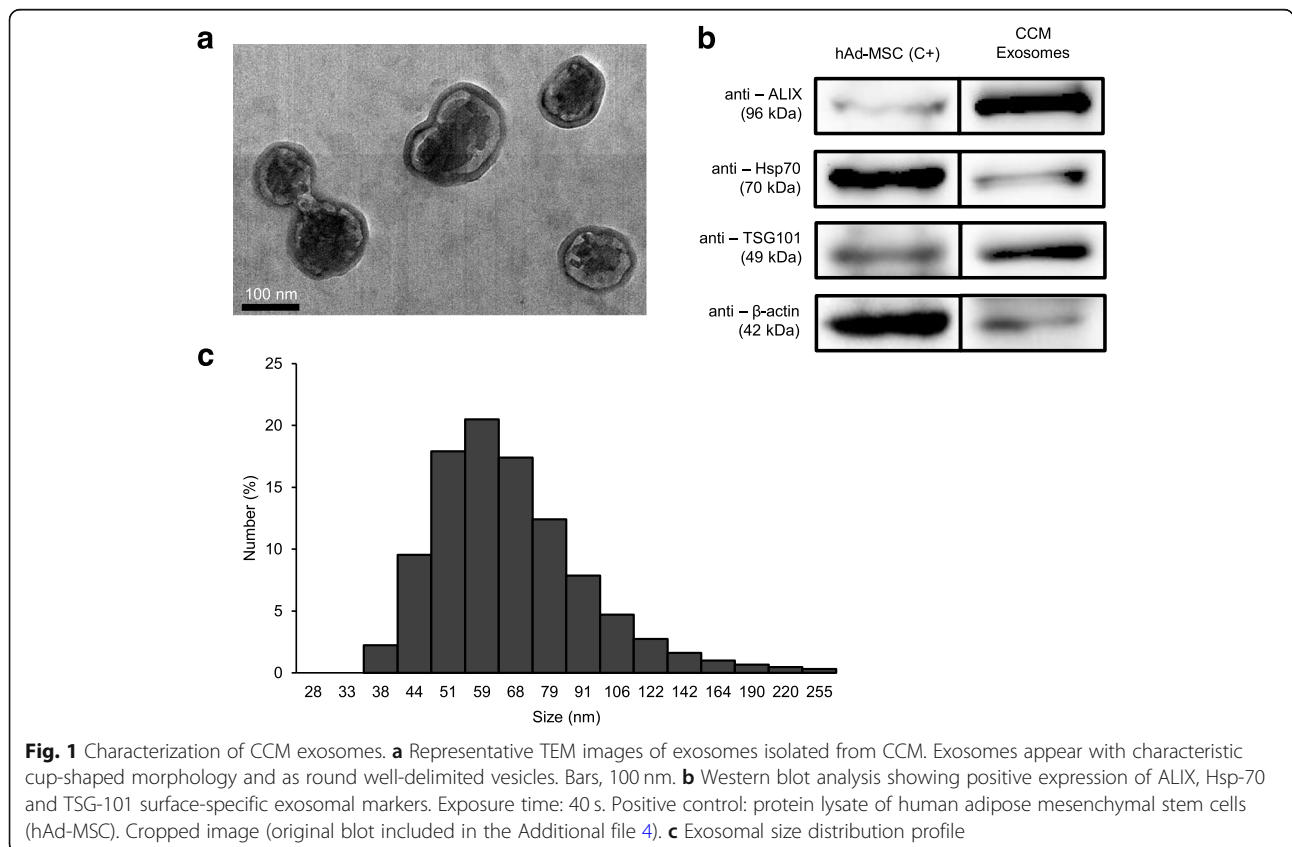 a
100 nm
b
hAd-MSC (C+)
CCM
Exosomes
anti – ALIX
(96 kDa)
anti – Hsp70
(70 kDa)
anti – TSG101
(49 kDa)
anti – β-actin
(42 kDa)
c
Number (%)
25
20
15
10
5
0
28 33 38 44 51 59 68 79 91 106 122 142 164 190 220 255
Size (nm)
Fig. 1 Characterization of CCM exosomes. a Representative TEM images of exosomes isolated from CCM. Exosomes appear with characteristic
cup-shaped morphology and as round well-delimited vesicles. Bars, 100 nm. b Western blot analysis showing positive expression of ALIX, Hsp-70
and TSG-101 surface-specific exosomal markers. Exposure time: 40 s. Positive control: protein lysate of human adipose mesenchymal stem cells
(hAd-MSC). Cropped image (original blot included in the Additional file 4). c Exosomal size distribution profile